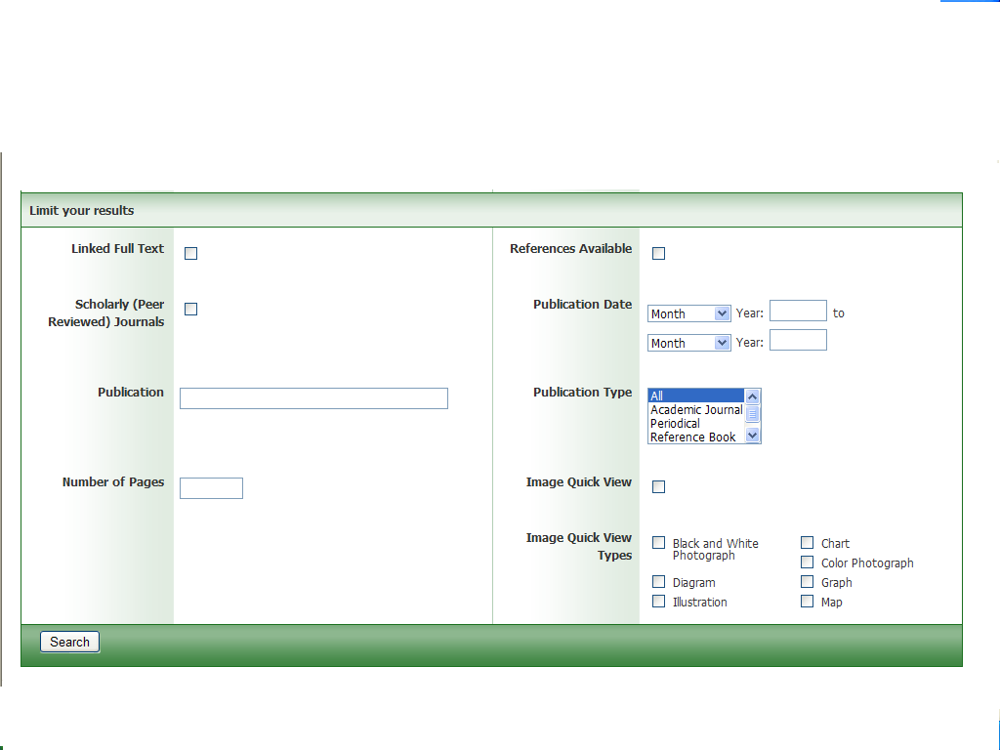 Limit your results
Linked Full Text
References Available
Scholarly (Peer
Reviewed) Journals
Publication Date
Month Year: to
Month Year:
Publication
Publication Type
All
Academic Journal
Periodical
Reference Book
Number of Pages
Image Quick View
Image Quick View
Types
Black and White
Photograph
Chart
Color Photograph
Diagram
Graph
Illustration
Map
Search